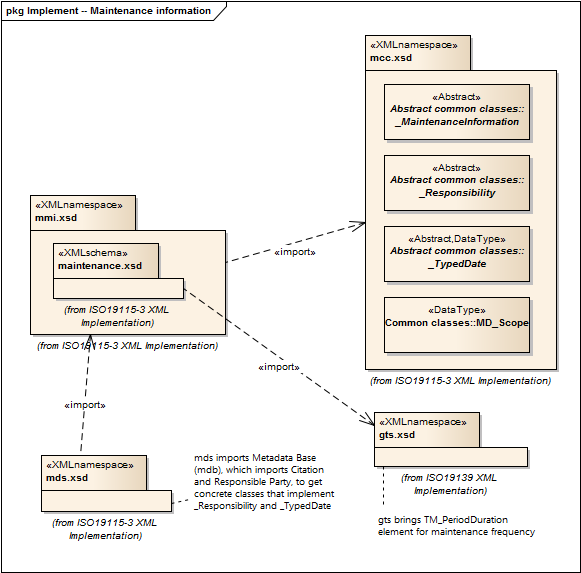 pkg Implement -- Maintenance information
«XMLnamespace»
mcc.xsd
«Abstract»
Abstract common classes::
_MaintenanceInformation
«Abstract»
Abstract common classes::
_Responsibility
«Abstract,DataType»
Abstract common classes::
_TypedDate
«DataType»
Common classes::MD_Scope
(from ISO19115-3 XML Implementation)
«XMLnamespace»
mmi.xsd
«XMLschema»
maintenance.xsd
(from ISO19115-3 XML
Implementation)
(from ISO19115-3 XML Implementation)
«import»
«import»
«import»
«XMLnamespace»
gts.xsd
(from ISO19139 XML
Implementation)
«XMLnamespace»
mds.xsd
(from ISO19115-3 XML
Implementation)
mds imports Metadata Base
(mdb), which imports Citation
and Responsible Party, to get
concrete classes that implement
_Responsibility and _TypedDate
gts brings TM_PeriodDuration
element for maintenance frequency